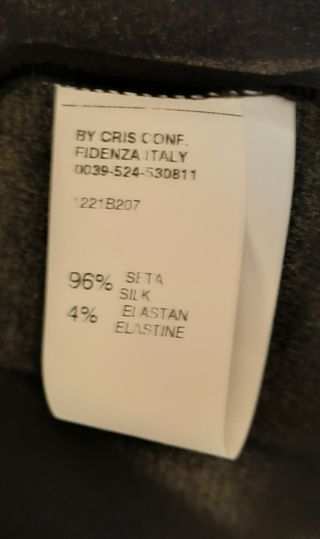 BY CRIS CONF.
FIDENZA ITALY
0039-524-530811
1221B207
96% SETA
SILK
4% ELASTAN
ELASTINE